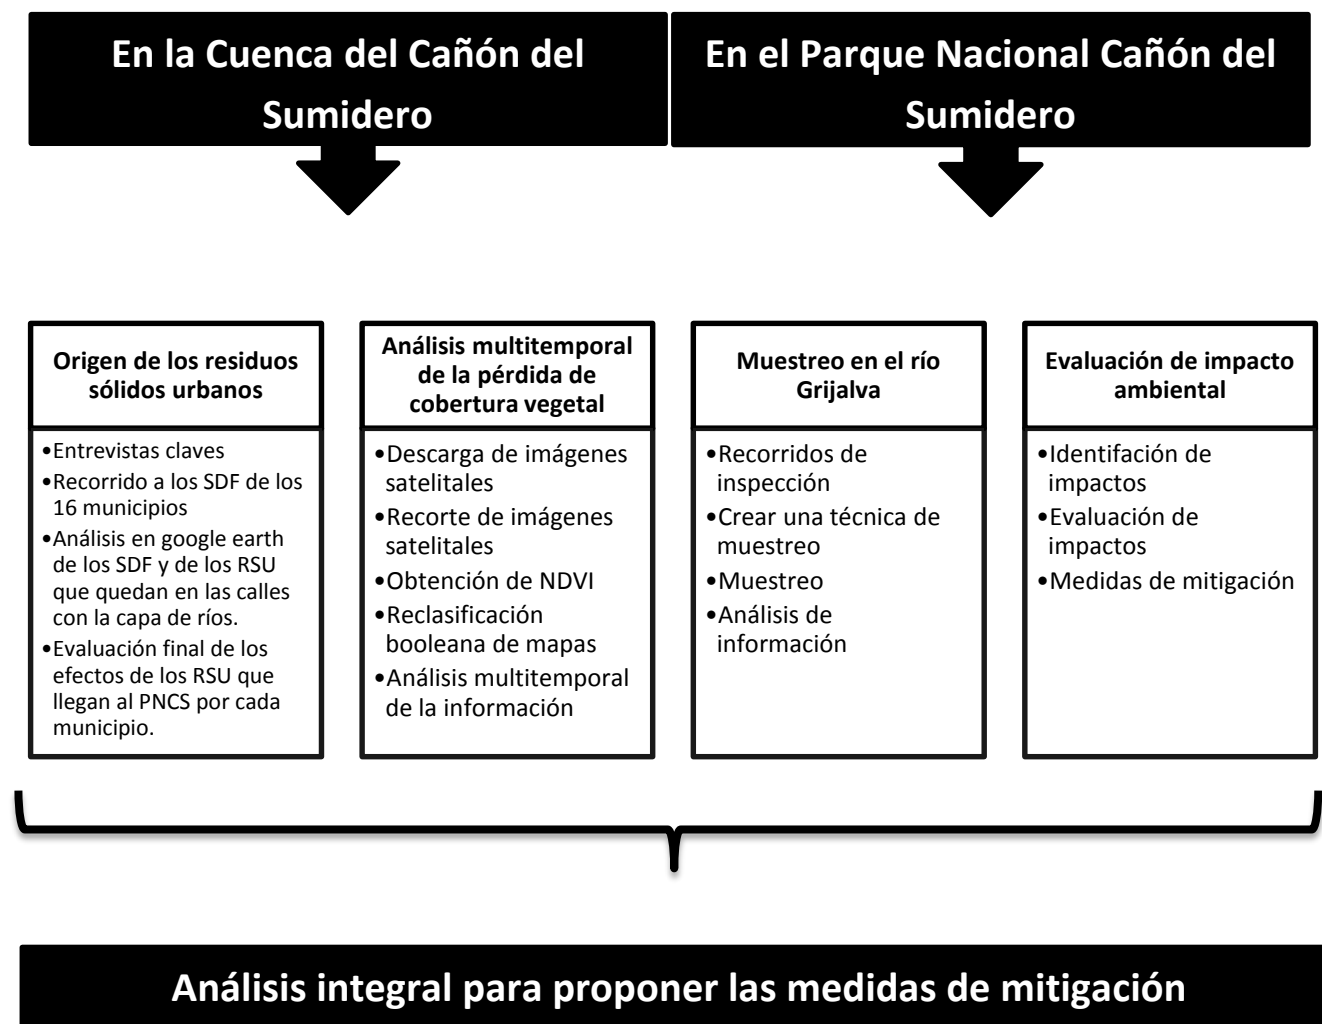 En la Cuenca del Cañón del
Sumidero
En el Parque Nacional Cañón del
Sumidero
Origen de los residuos
sólidos urbanos
•Entrevistas claves
•Recorrido a los SDF de los
16 municipios
•Análisis en google earth
de los SDF y de los RSU
que quedan en las calles
con la capa de ríos.
•Evaluación final de los
efectos de los RSU que
llegan al PNCS por cada
municipio.
Análisis multitemporal
de la pérdida de
cobertura vegetal
•Descarga de imágenes
satelitales
•Recorte de imágenes
satelitales
•Obtención de NDVI
•Reclasificación
booleana de mapas
•Análisis multitemporal
de la información
Muestreo en el río
Grijalva
•Recorridos de
inspección
•Crear una técnica de
muestreo
•Muestreo
•Análisis de
información
Evaluación de impacto
ambiental
•Identifación de
impactos
•Evaluación de
impactos
•Medidas de mitigación
Análisis integral para proponer las medidas de mitigación